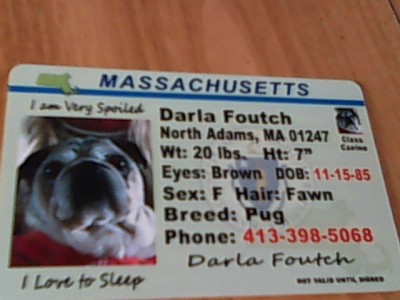 MASSACHUSETTS
I am Very Spoiled
Darla Foutch
North Adams, MA 01247
Wt: 20 lbs. Ht: 7"
Class
Canine
Eyes: Brown DOB: 11-15-85
Sex: F Hair: Fawn
Breed: Pug
Phone: 413-398-5068
Darla Foutch
I Love to Sleep
NOT VALID UNTIL SIGNED